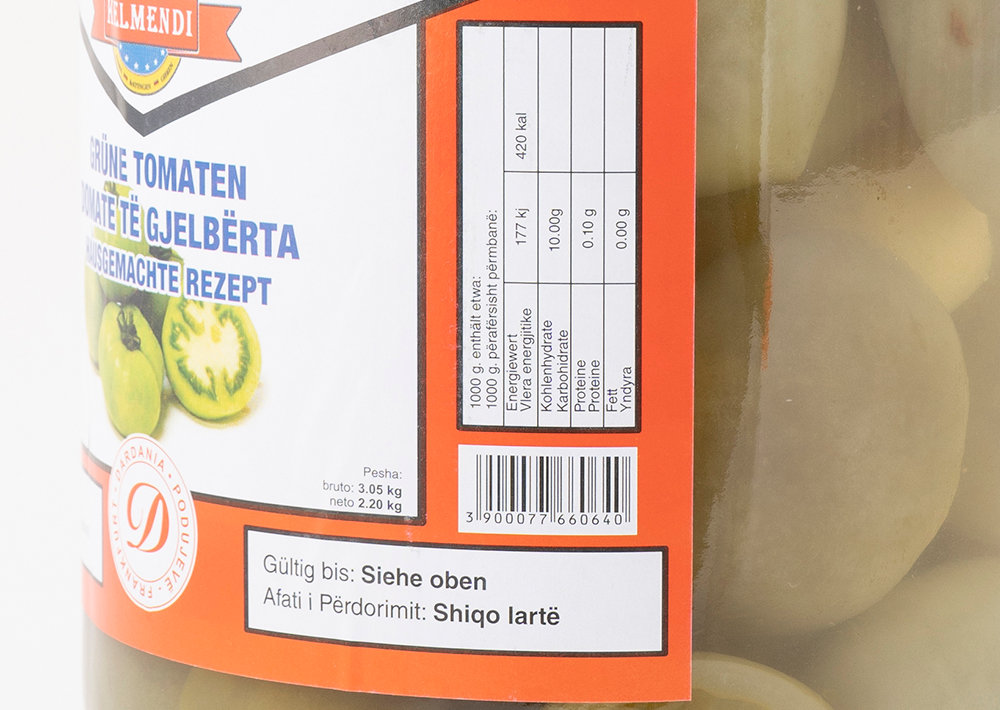 KELMENDI
GRÜNE TOMATEN
DOMATE TË GJELBËRTA
HAUSGEMACHTE REZEPT
Pesha:
bruto: 3.05 kg
neto 2.20 kg
DARDANIA • PODUJEVË • FRANKFURT •
D
1000 g. enthält etwa:
1000 g. përafërsisht përmbanë:
Energiewert 177 kj 420 kal
Vlera energjitike
Kohlenhydrate 10.00g
Karbohidrate
Proteine 0.10 g
Proteine
Fett 0.00 g
Yndyra
3 900077 660640
Gültig bis: Siehe oben
Afati i Përdorimit: Shiqo lartë